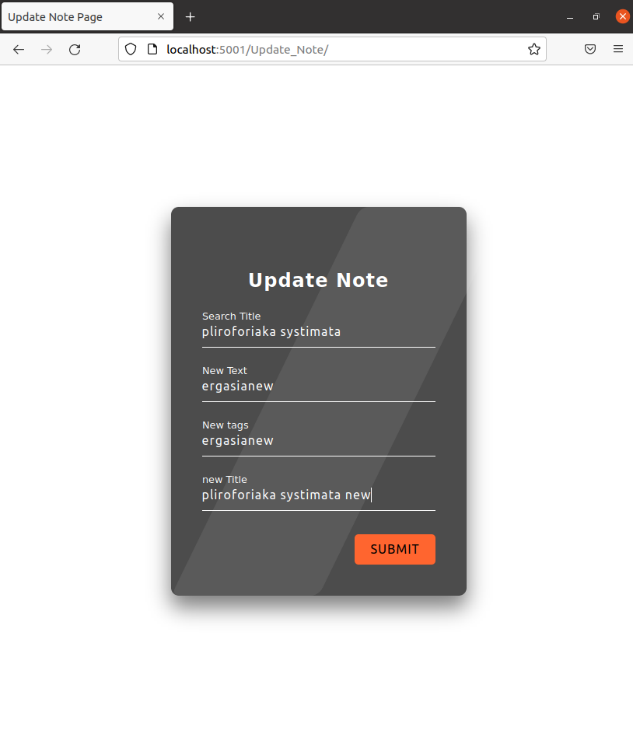 Update Note Page
localhost:5001/Update_Note/
Update Note
Search Title
pliroforiaka systimata
New Text
ergasianew
New tags
ergasianew
new Title
pliroforiaka systimata new
SUBMIT